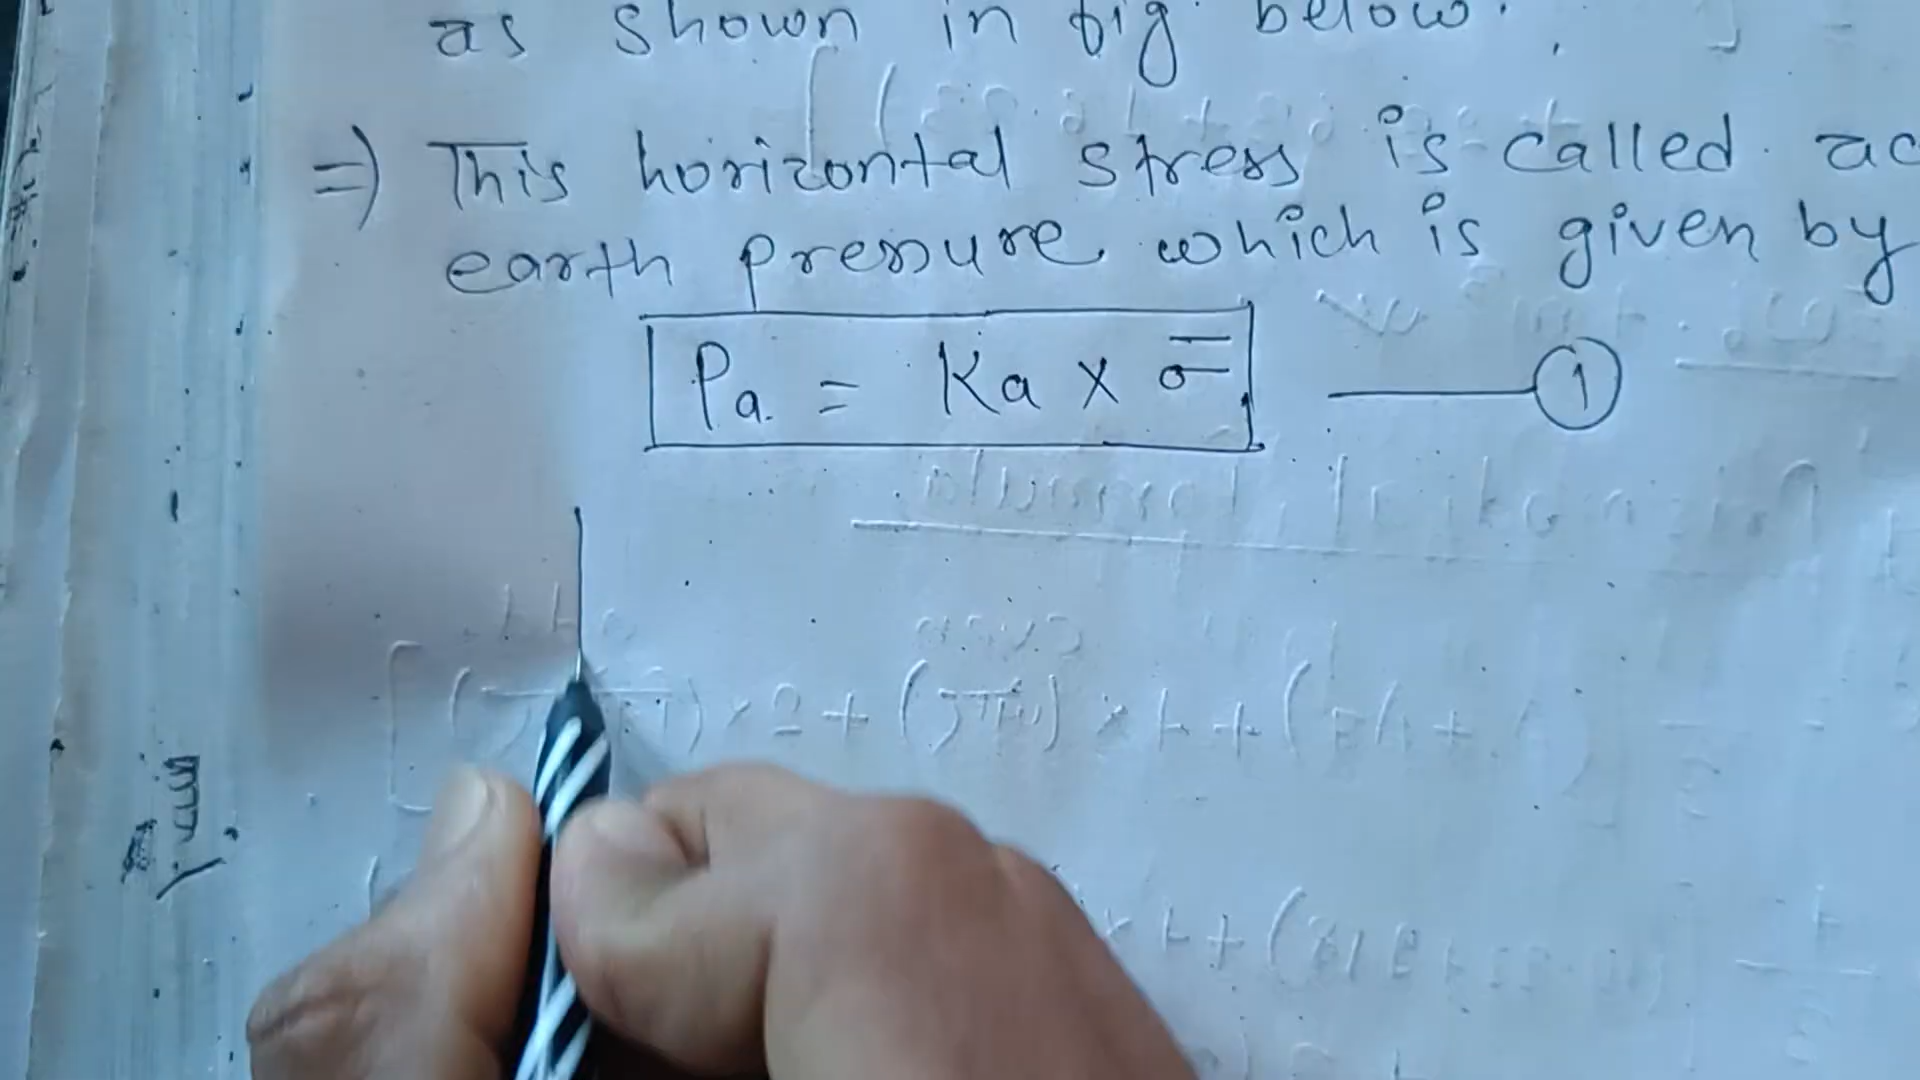 as shown in fig. below.
⇒) This horizontal stress is called
earth pressure which is given by
Pa = Ka x σ̅ ——— 1